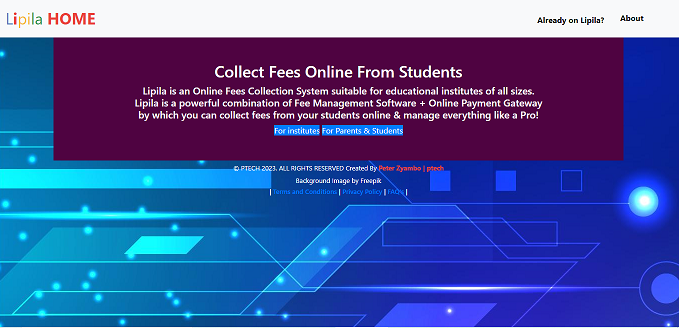 Lipila HOME
Already on Lipila?
About
Collect Fees Online From Students
Lipila is an Online Fees Collection System suitable for educational institutes of all sizes.
Lipila is a powerful combination of Fee Management Software + Online Payment Gateway
by which you can collect fees from your students online & manage everything like a Pro!
For institutes For Parents & Students
© PTECH 2023. ALL RIGHTS RESERVED Created By Peter Zyambo | ptech
Background Image by Freepik
| Terms and Conditions | Privacy Policy | FAQ's |